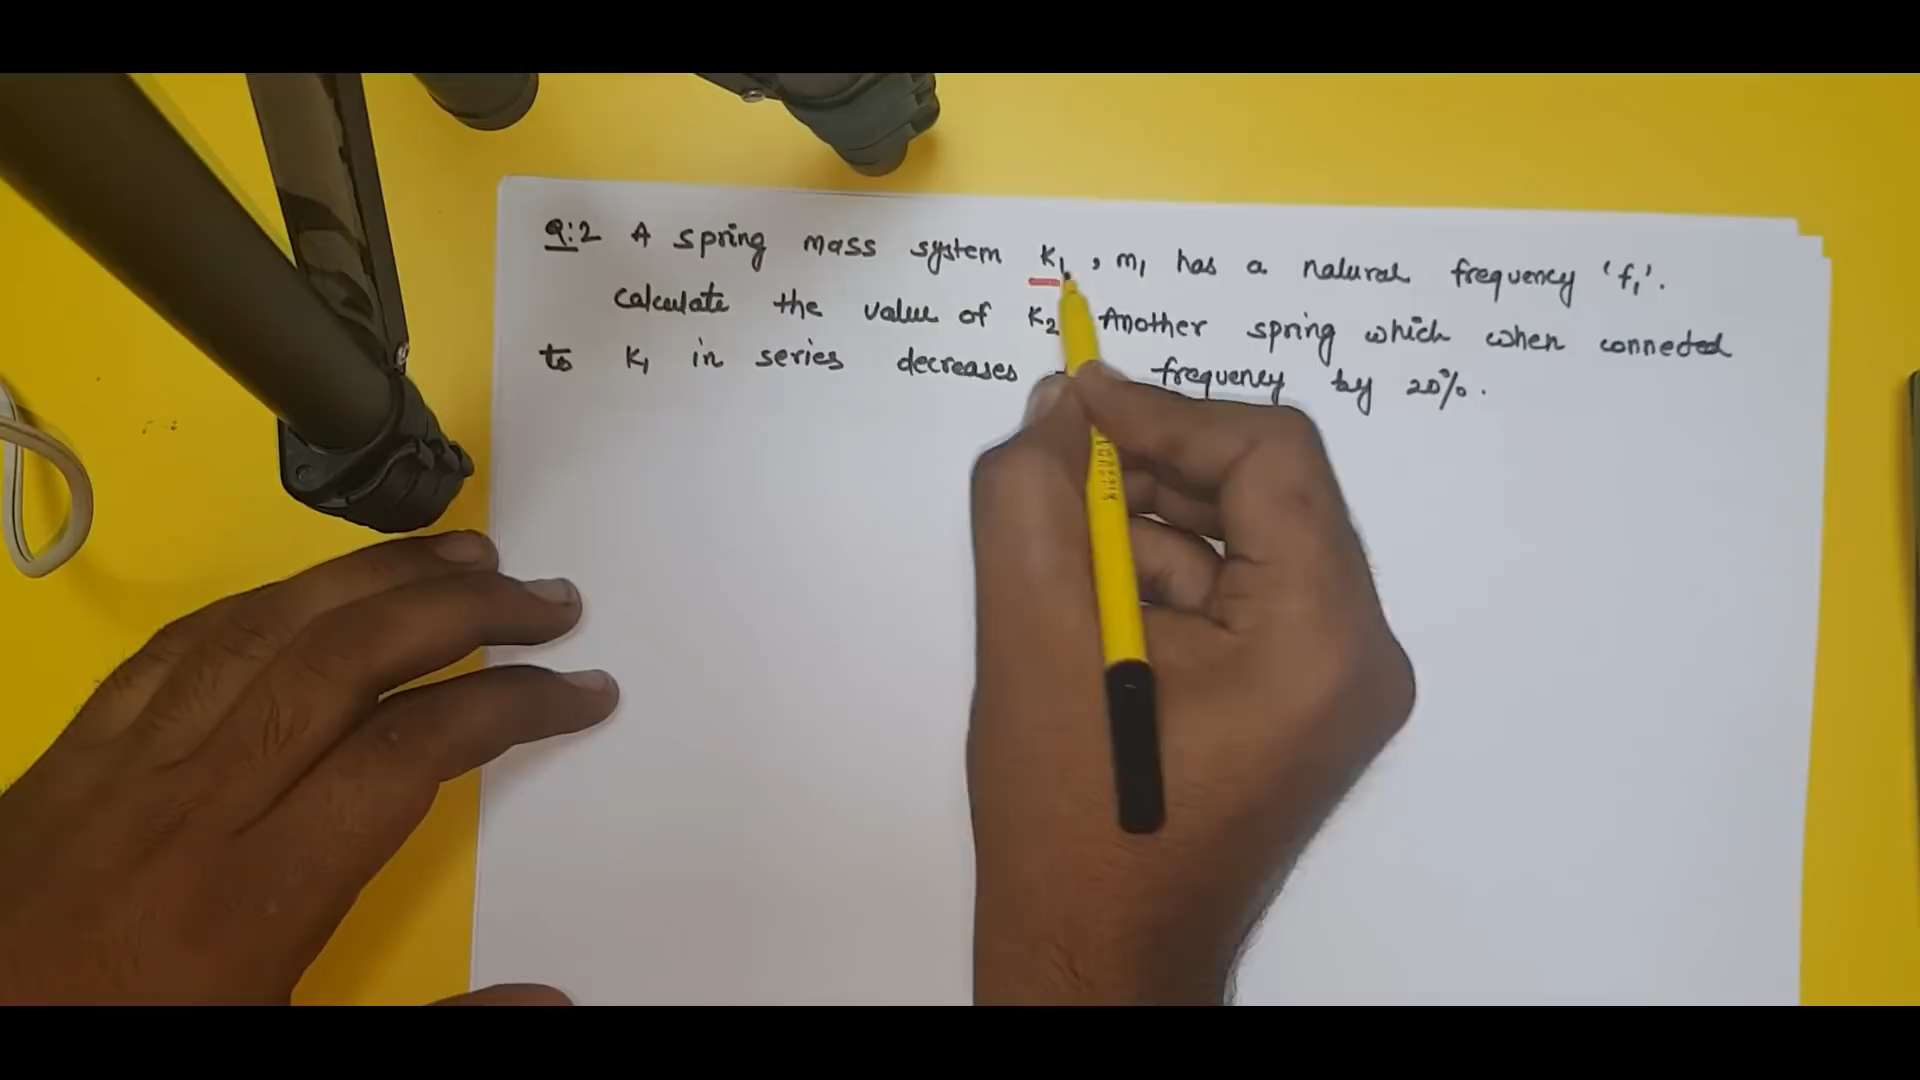 Q:2 A spring mass system K1, m1 has a natural frequency 'f1'.
calculate the value of K2 Another spring which when conneted
to K1 in series decreases frequency by 20%.